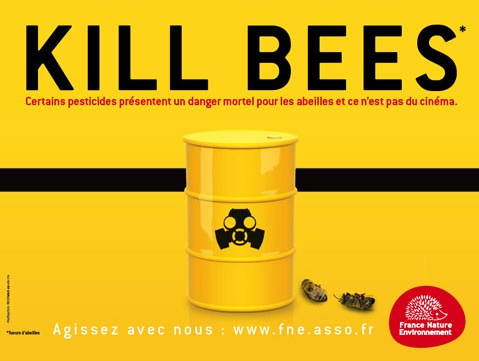 KILL BEES*
Certains pesticides présentent un danger mortel pour les abeilles et ce n'est pas du cinéma.
*tueurs d'abeilles
Agissez avec nous : www.fne.asso.fr
France Nature
Environnement